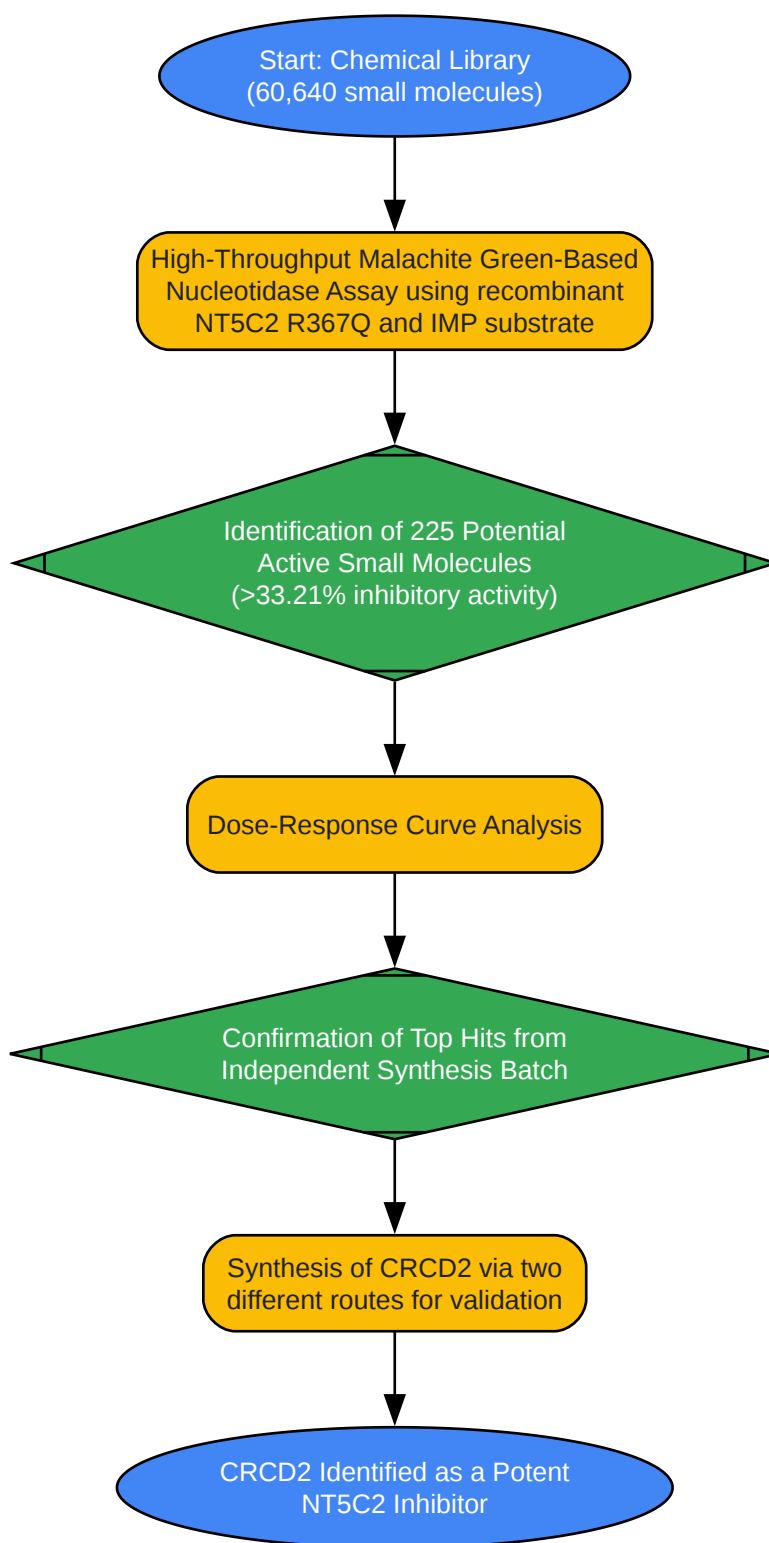 Start: Chemical Library
(60,640 small molecules)
High-Throughput Malachite Green-Based
Nucleotidase Assay using recombinant
NT5C2 R367Q and IMP substrate
Identification of 225 Potential
Active Small Molecules
(>33.21% inhibitory activity)
Dose-Response Curve Analysis
Confirmation of Top Hits from
Independent Synthesis Batch
Synthesis of CRCD2 via two
different routes for validation
CRCD2 Identified as a Potent
NT5C2 Inhibitor